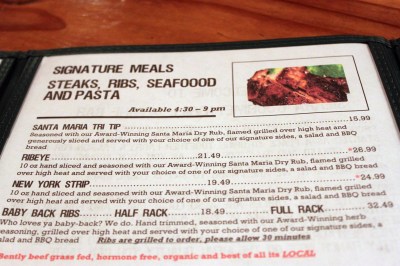 SIGNATURE MEALS
STEAKS, RIBS, SEAFOOOD
AND PASTA
Available 4:30 – 9 pm
SANTA MARIA TRI TIP 15.99
Seasoned with our Award-Winning Santa Maria Dry Rub, flamed grilled over high heat and
generously sliced and served with your choice of one of our signature sides, a salad and BBQ
bread
RIBEYE 21.49 *26.99
10 oz hand sliced and seasoned with our Award-Winning Santa Maria Dry Rub, flamed grilled
over high heat and served with your choice of one of our signature sides, a salad and BBQ bread
NEW YORK STRIP 19.49 *24.99
10 oz hand sliced and seasoned with our Award-Winning Santa Maria Dry Rub, flamed grilled
over high heat and served with your choice of one of our signature sides, a salad and BBQ bread
BABY BACK RIBS HALF RACK 18.49 FULL RACK 32.49
Who loves ya baby-back? We do. Hand trimmed, seasoned with our Award-Winning herb
seasoning, grilled over high heat and served with your choice of one of our signature sides, a
salad and BBQ bread Ribs are grilled to order, please allow 30 minutes
beef grass fed, hormone free, organic and best of all its LOCAL